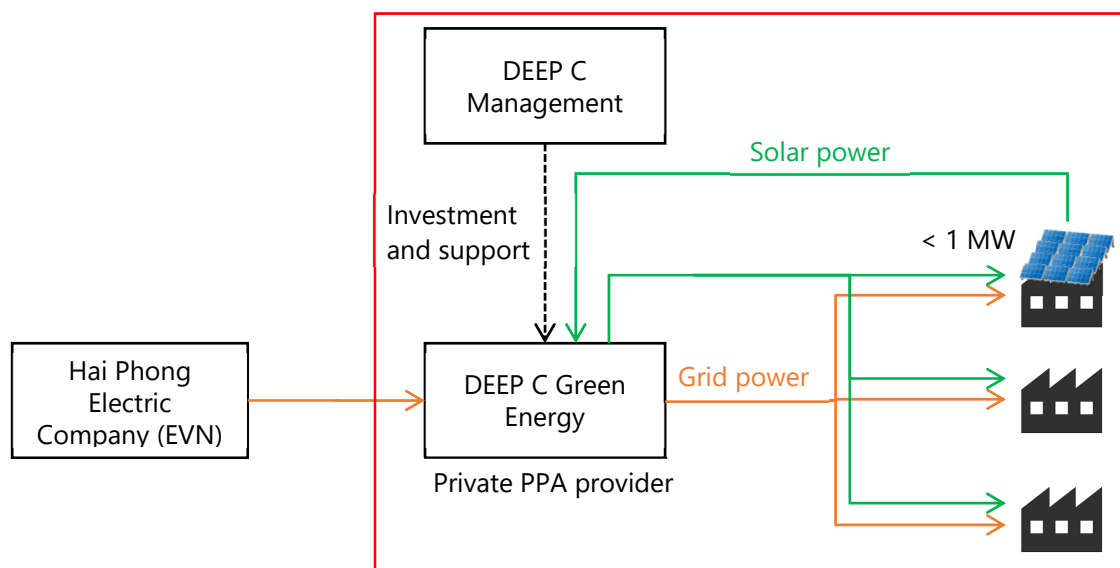 DEEP C
Management
Solar power
Investment
and support
< 1 MW
Hai Phong
Electric
Company (EVN)
DEEP C Green
Energy
Grid power
Private PPA provider